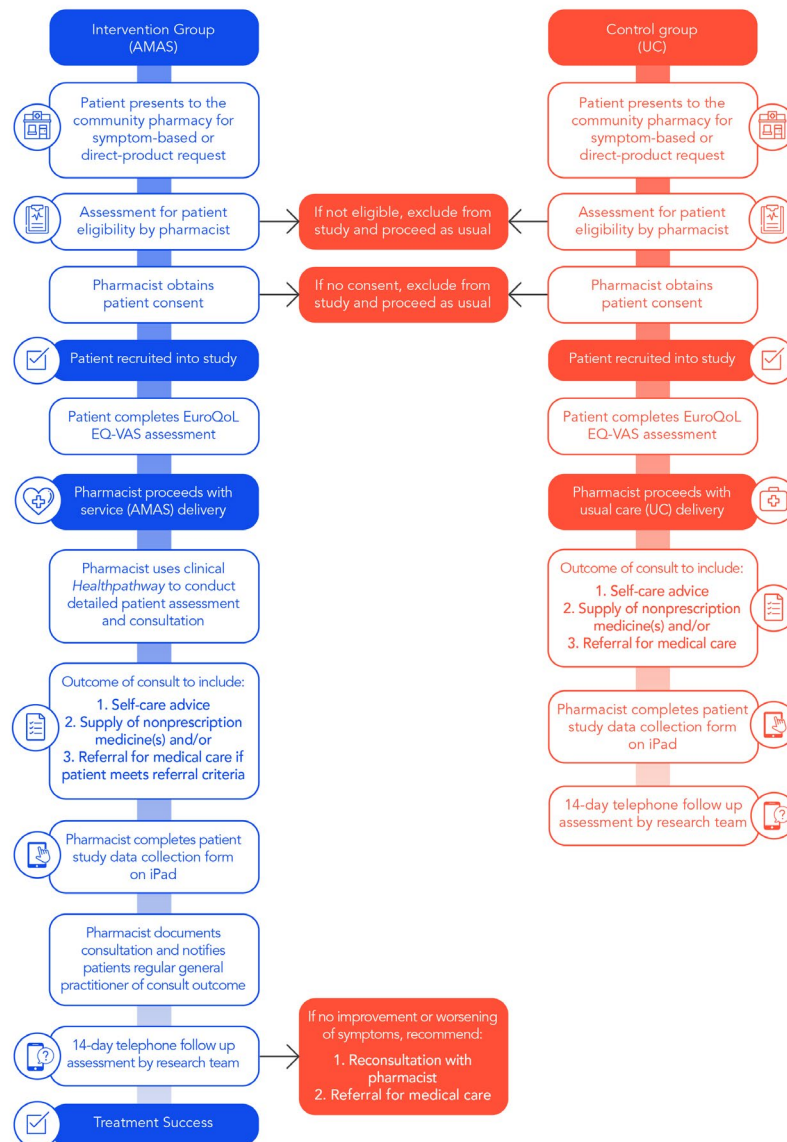 Intervention Group
(AMAS)
Patient presents to the
community pharmacy for
symptom-based or
direct-product request
Assessment for patient
eligibility by pharmacist
Pharmacist obtains
patient consent
Patient recruited into study
Patient completes EuroQoL
EQ-VAS assessment
Pharmacist proceeds with
service (AMAS) delivery
Pharmacist uses clinical
Healthpathway to conduct
detailed patient assessment
and consultation
Outcome of consult to include:
1. Self-care advice
2. Supply of nonprescription
medicine(s) and/or
3. Referral for medical care if
patient meets referral criteria
Pharmacist completes patient
study data collection form
on iPad
Pharmacist documents
consultation and notifies
patients regular general
practitioner of consult outcome
14-day telephone follow up
assessment by research team
Treatment Success
If not eligible, exclude from
study and proceed as usual
If no consent, exclude from
study and proceed as usual
If no improvement or worsening
of symptoms, recommend:
1. Reconsultation with
pharmacist
2. Referral for medical care
Control group
(UC)
Patient presents to the
community pharmacy for
symptom-based or
direct-product request
Assessment for patient
eligibility by pharmacist
Pharmacist obtains
patient consent
Patient recruited into study
Patient completes EuroQoL
EQ-VAS assessment
Pharmacist proceeds with
usual care (UC) delivery
Outcome of consult to include:
1. Self-care advice
2. Supply of nonprescription
medicine(s) and/or
3. Referral for medical care
Pharmacist completes patient
study data collection form
on iPad
14-day telephone follow up
assessment by research team